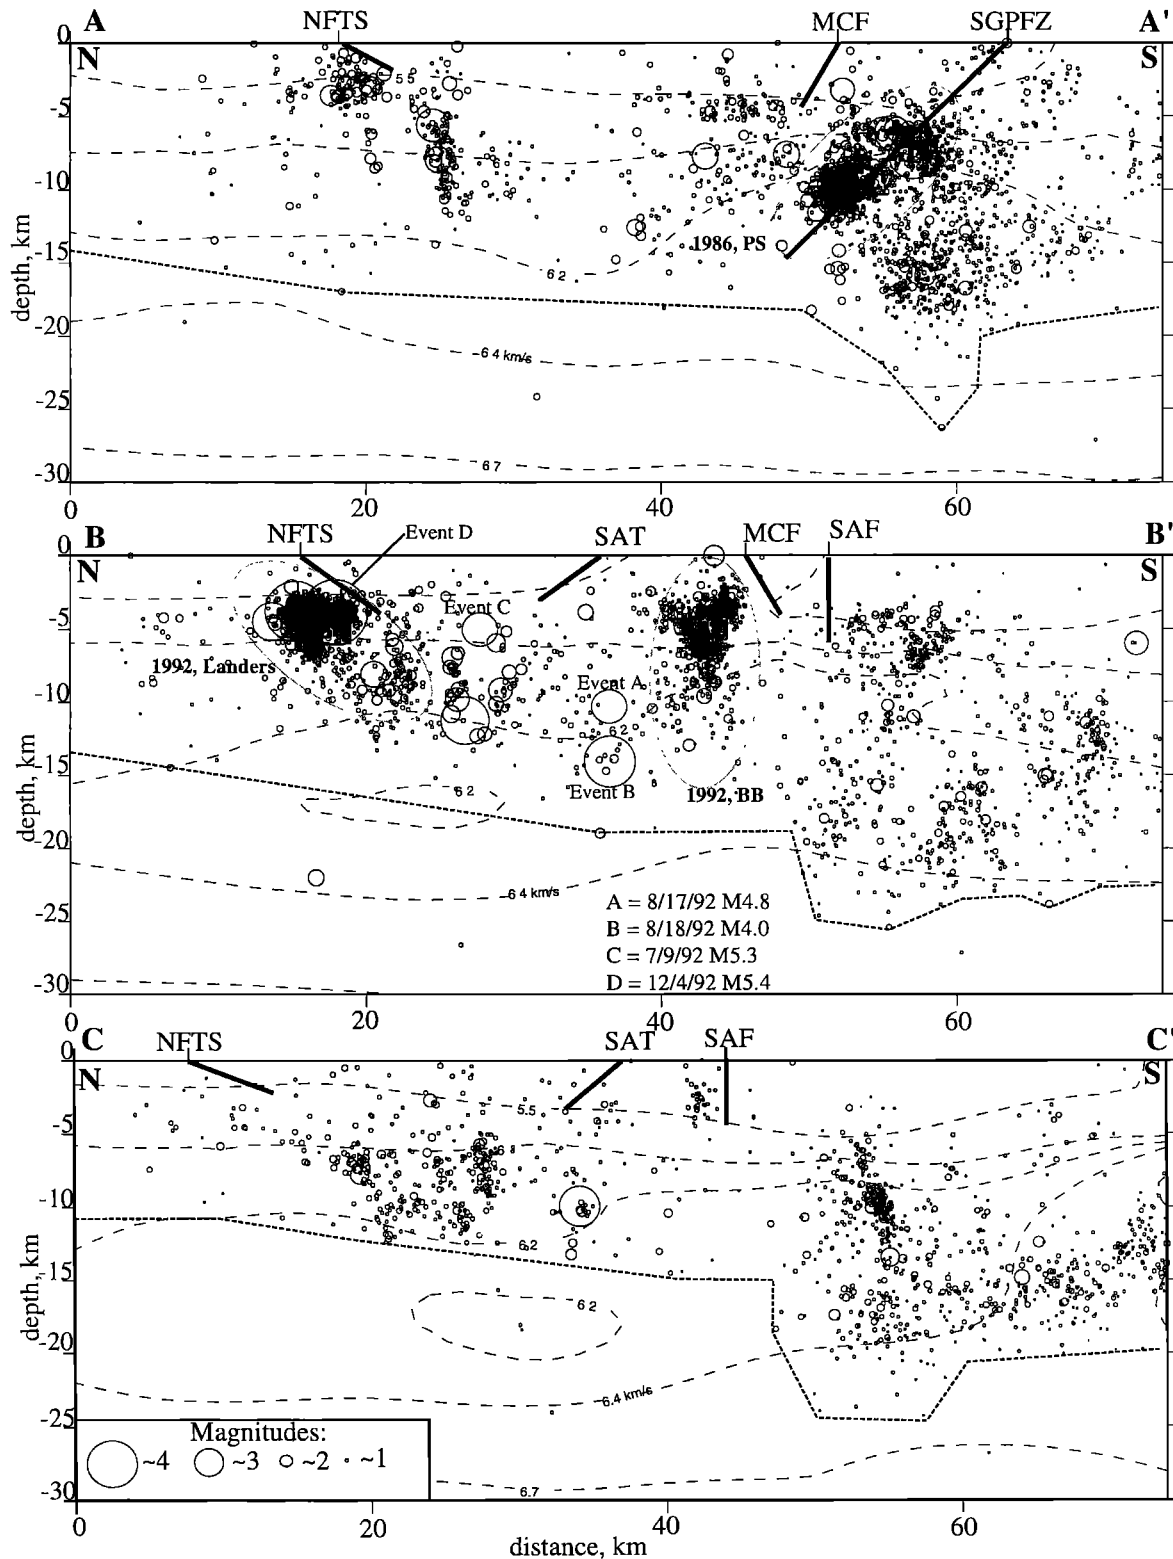 A NFTS MCF SGPFZ A'
N S
0
-5
-10
-15
-20
-25
-30
depth, km
5 5
1986, PS
6 2
6 4 km/s
6 7
0 20 40 60
B NFTS Event D SAT MCF SAF B'
N S
0
-5
-10
-15
-20
-25
-30
depth, km
Event C
1992, Landers
Event A
6 2
Event B
1992, BB
6 2
6 4 km/s
A = 8/17/92 M4.8
B = 8/18/92 M4.0
C = 7/9/92 M5.3
D = 12/4/92 M5.4
0 20 40 60
C NFTS SAT SAF C'
N S
0
-5
-10
-15
-20
-25
-30
depth, km
5.5
6.2
6 2
6.4 km/s
6.7
Magnitudes:
~4 ~3 ~2 ~1
0 20 40 60
distance, km